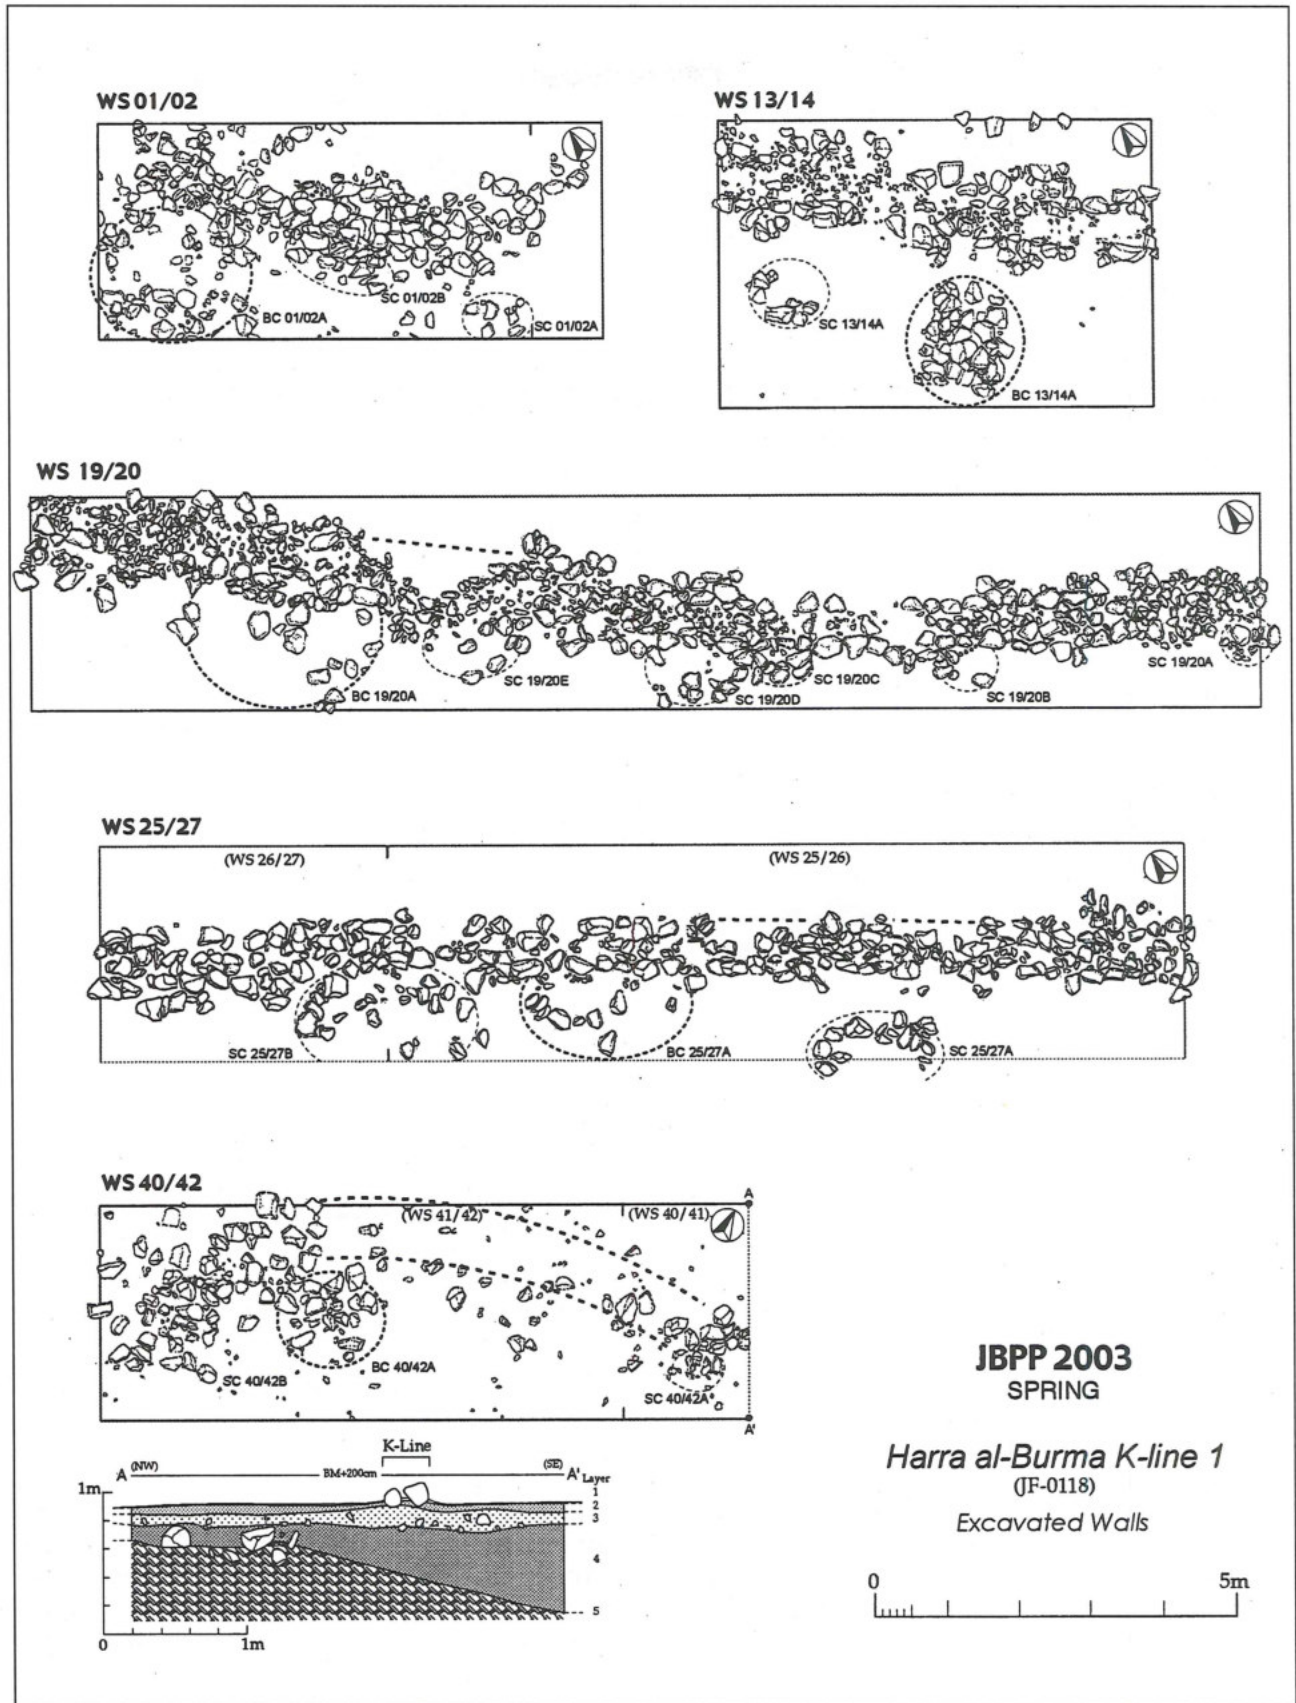 WS 01/02
SC 01/02B
BC 01/02A
SC 01/02A
WS 13/14
SC 13/14A
BC 13/14A
WS 19/20
BC 19/20A
SC 19/20E
SC 19/20D
SC 19/20C
SC 19/20B
SC 19/20A
WS 25/27
(WS 26/27)
(WS 25/26)
SC 25/27B
BC 25/27A
SC 25/27A
WS 40/42
(WS 41/42)
(WS 40/41)
A
SC 40/42B
BC 40/42A
SC 40/42A
A'
K-Line
A (NW)
BM+200cm
(SE) A' Layer
1m
1
2
3
4
5
0 1m
JBPP 2003
SPRING
Harra al-Burma K-line 1
(JF-0118)
Excavated Walls
0 5m